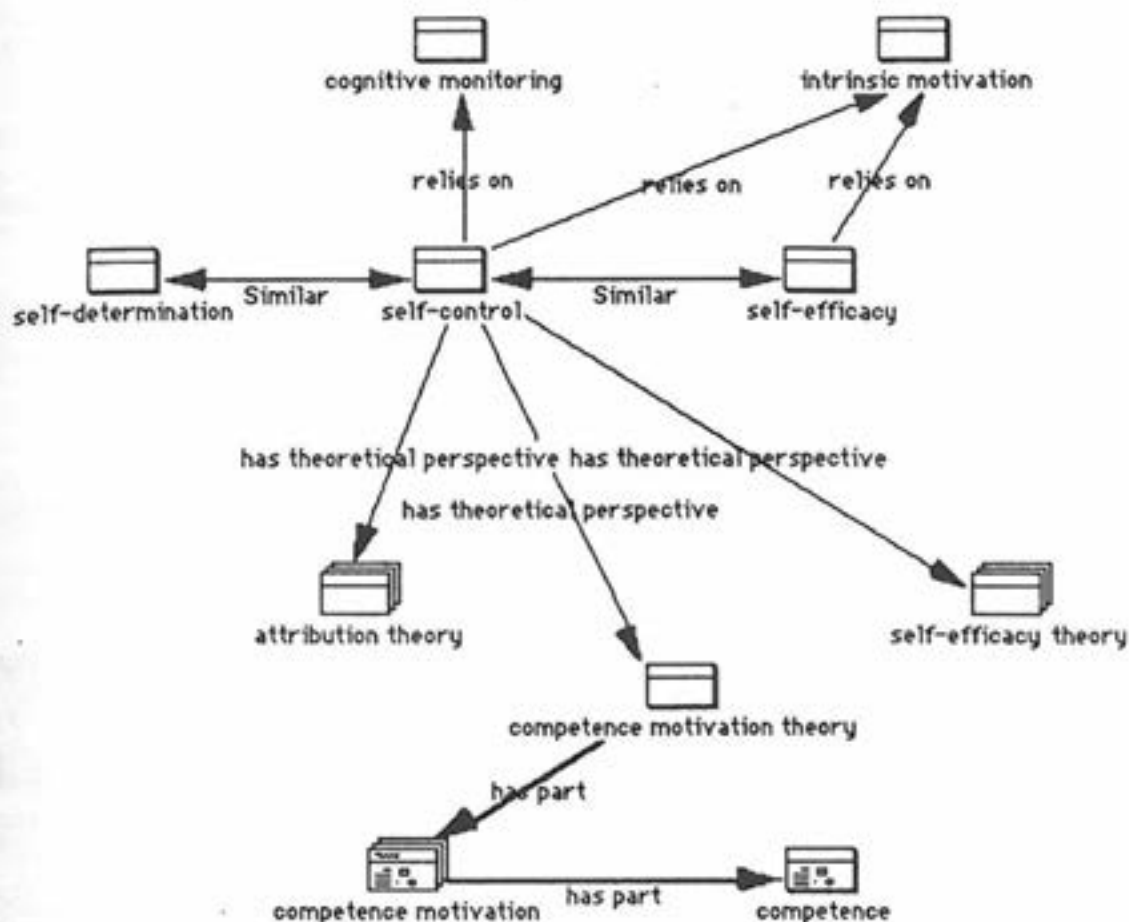 cognitive monitoring
intrinsic motivation
relies on
relies on
relies on
Similar
Similar
self-determination
self-control
self-efficacy
has theoretical perspective
has theoretical perspective
has theoretical perspective
attribution theory
self-efficacy theory
competence motivation theory
has part
has part
competence motivation
competence